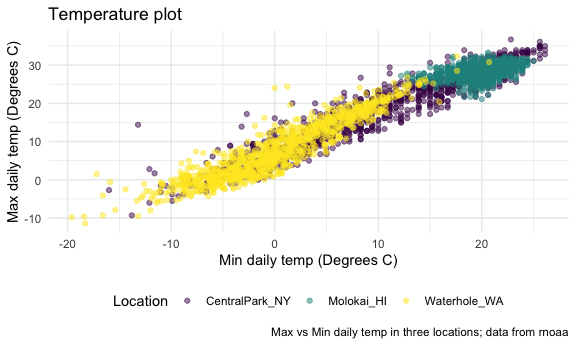 Temperature plot
Max daily temp (Degrees C)
30
20
10
0
-10
-20 -10 0 10 20
Min daily temp (Degrees C)
Location CentralPark_NY Molokai_HI Waterhole_WA
Max vs Min daily temp in three locations; data from rnoaa